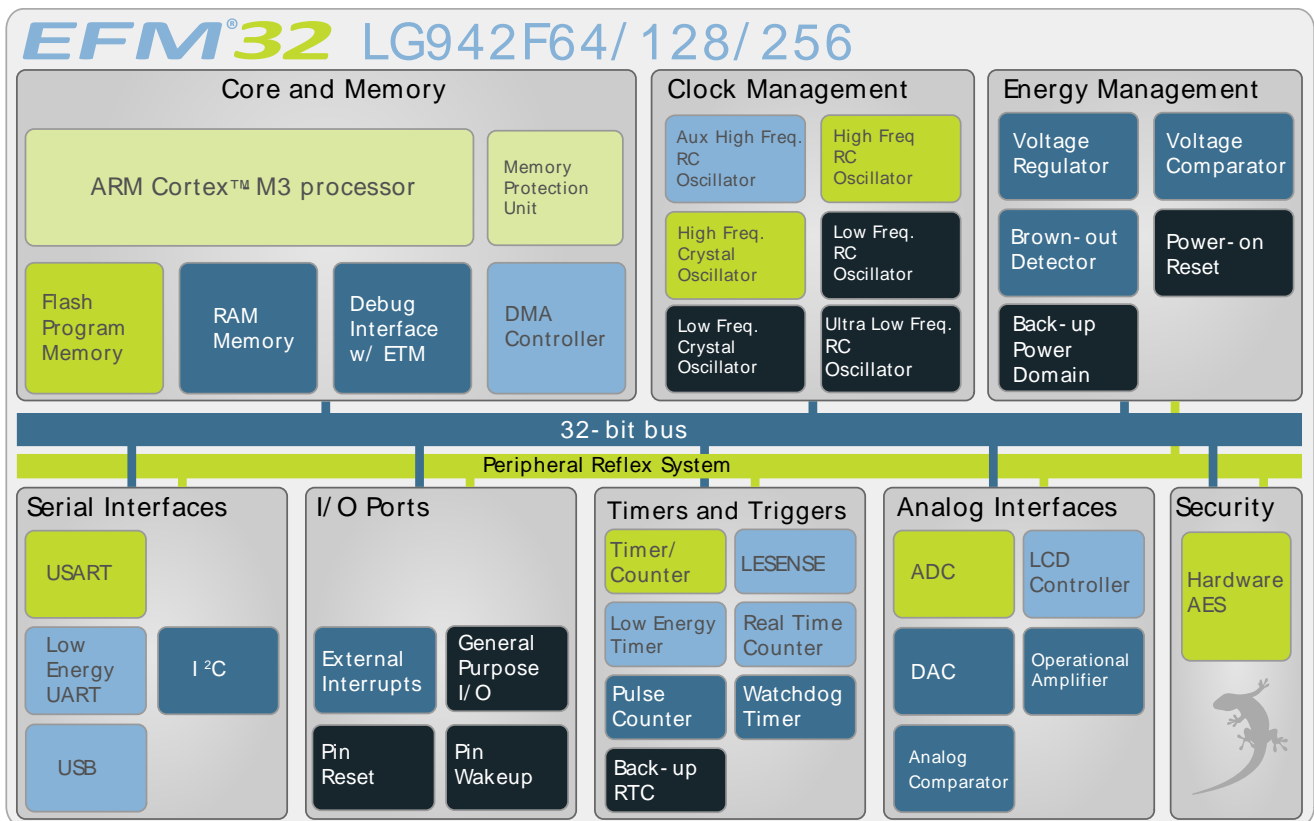 EFM®32 LG942F64/128/256
Core and Memory
ARM Cortex™ M3 processor
Memory
Protection
Unit
Flash
Program
Memory
RAM
Memory
Debug
Interface
w/ ETM
DMA
Controller
Clock Management
Aux High Freq.
RC
Oscillator
High Freq
RC
Oscillator
High Freq.
Crystal
Oscillator
Low Freq.
RC
Oscillator
Low Freq.
Crystal
Oscillator
Ultra Low Freq.
RC
Oscillator
Energy Management
Voltage
Regulator
Voltage
Comparator
Brown-out
Detector
Power-on
Reset
Back-up
Power
Domain
32-bit bus
Peripheral Reflex System
Serial Interfaces
USART
Low
Energy
UART
I²C
USB
I/O Ports
External
Interrupts
General
Purpose
I/O
Pin
Reset
Pin
Wakeup
Timers and Triggers
Timer/
Counter
LESENSE
Low Energy
Timer
Real Time
Counter
Pulse
Counter
Watchdog
Timer
Back-up
RTC
Analog Interfaces
ADC
LCD
Controller
DAC
Operational
Amplifier
Analog
Comparator
Security
Hardware
AES